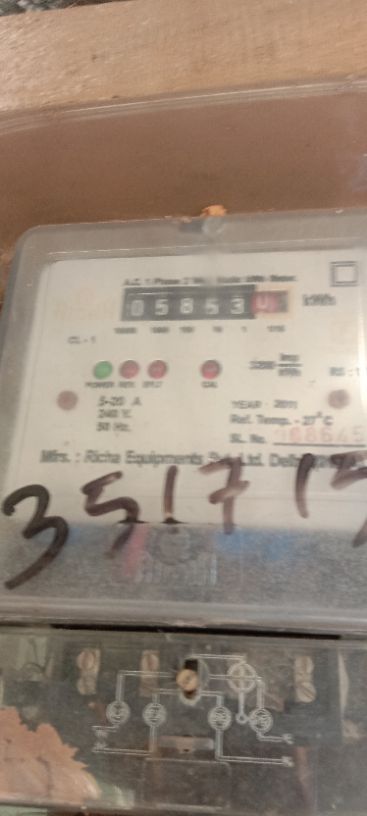 A.C. 1 Phase 2 Wire Static kWh Meter
05853 kWh
10000 1000 100 10 1 1/10
CL - 1
POWER REV. E/LT CAL
3200 imp/kWh
5-20 A
240 V.
50 Hz.
YEAR 2011
Ref. Temp. - 27°C
SL. No.
Mfrs. : Richa Equipments Pvt. Ltd. Delhi